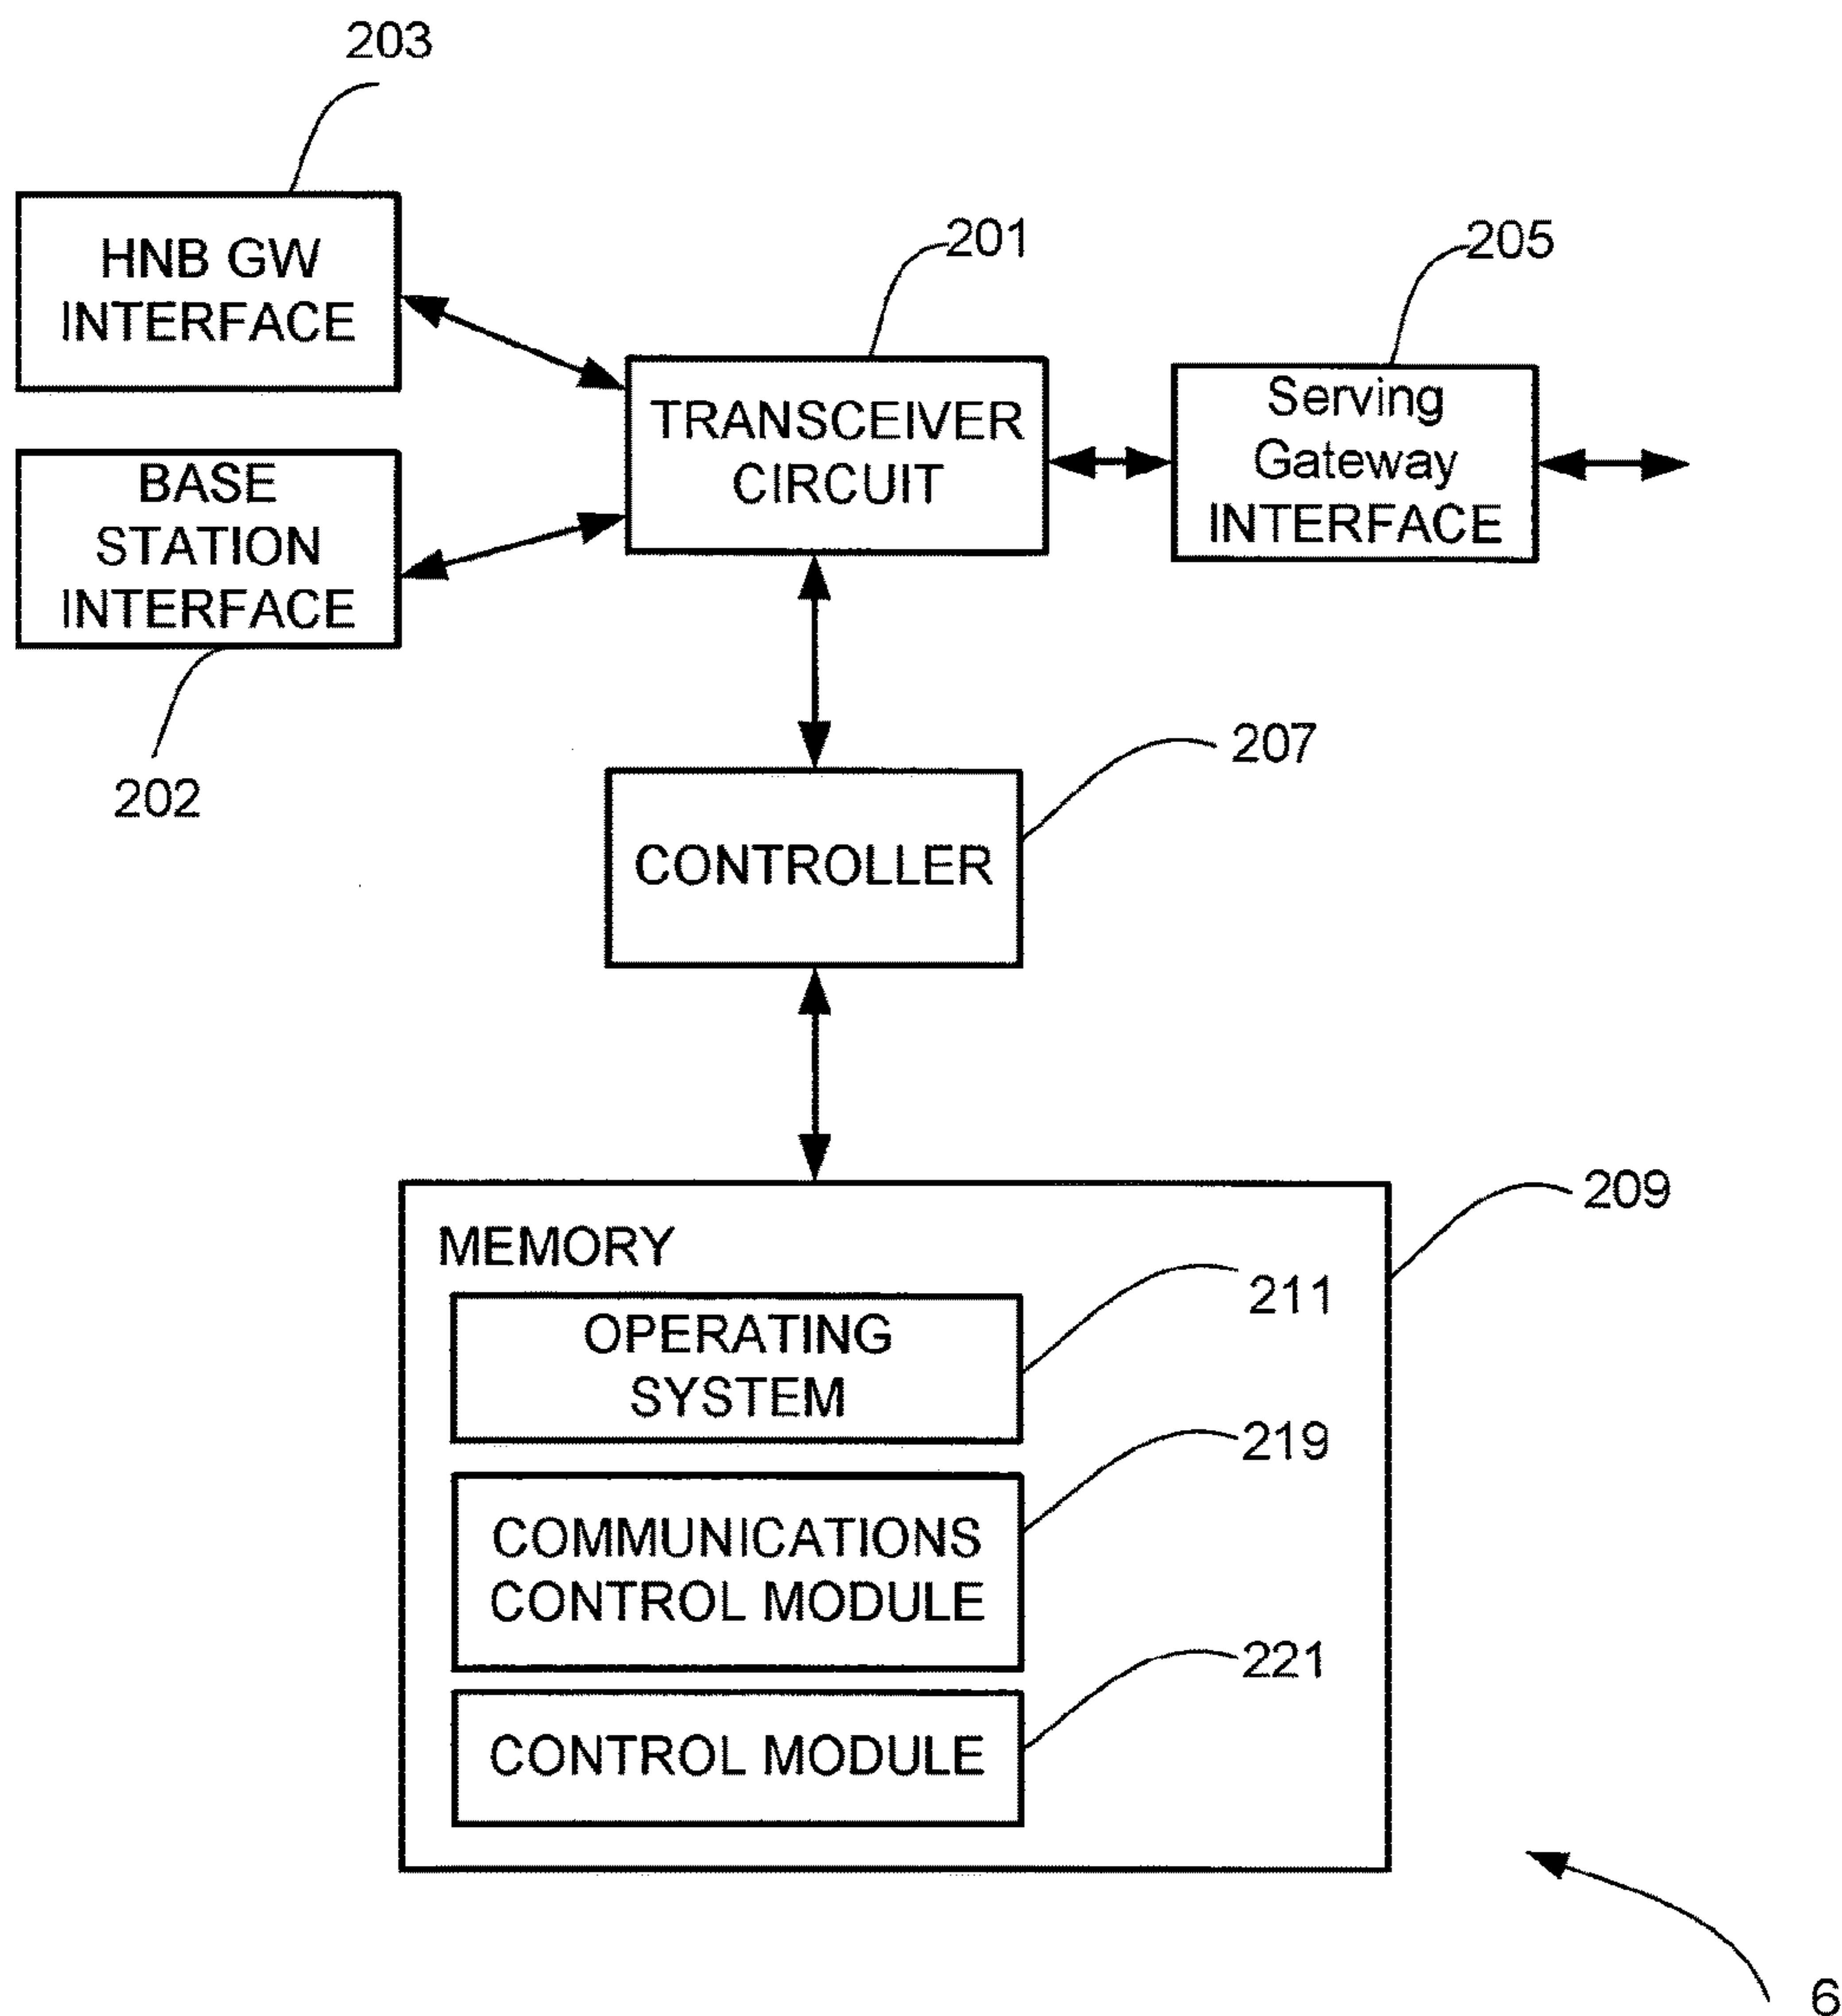 203
HNB GW
INTERFACE
201
205
TRANSCEIVER
CIRCUIT
Serving
Gateway
INTERFACE
BASE
STATION
INTERFACE
202
207
CONTROLLER
209
MEMORY
211
OPERATING
SYSTEM
219
COMMUNICATIONS
CONTROL MODULE
221
CONTROL MODULE
6